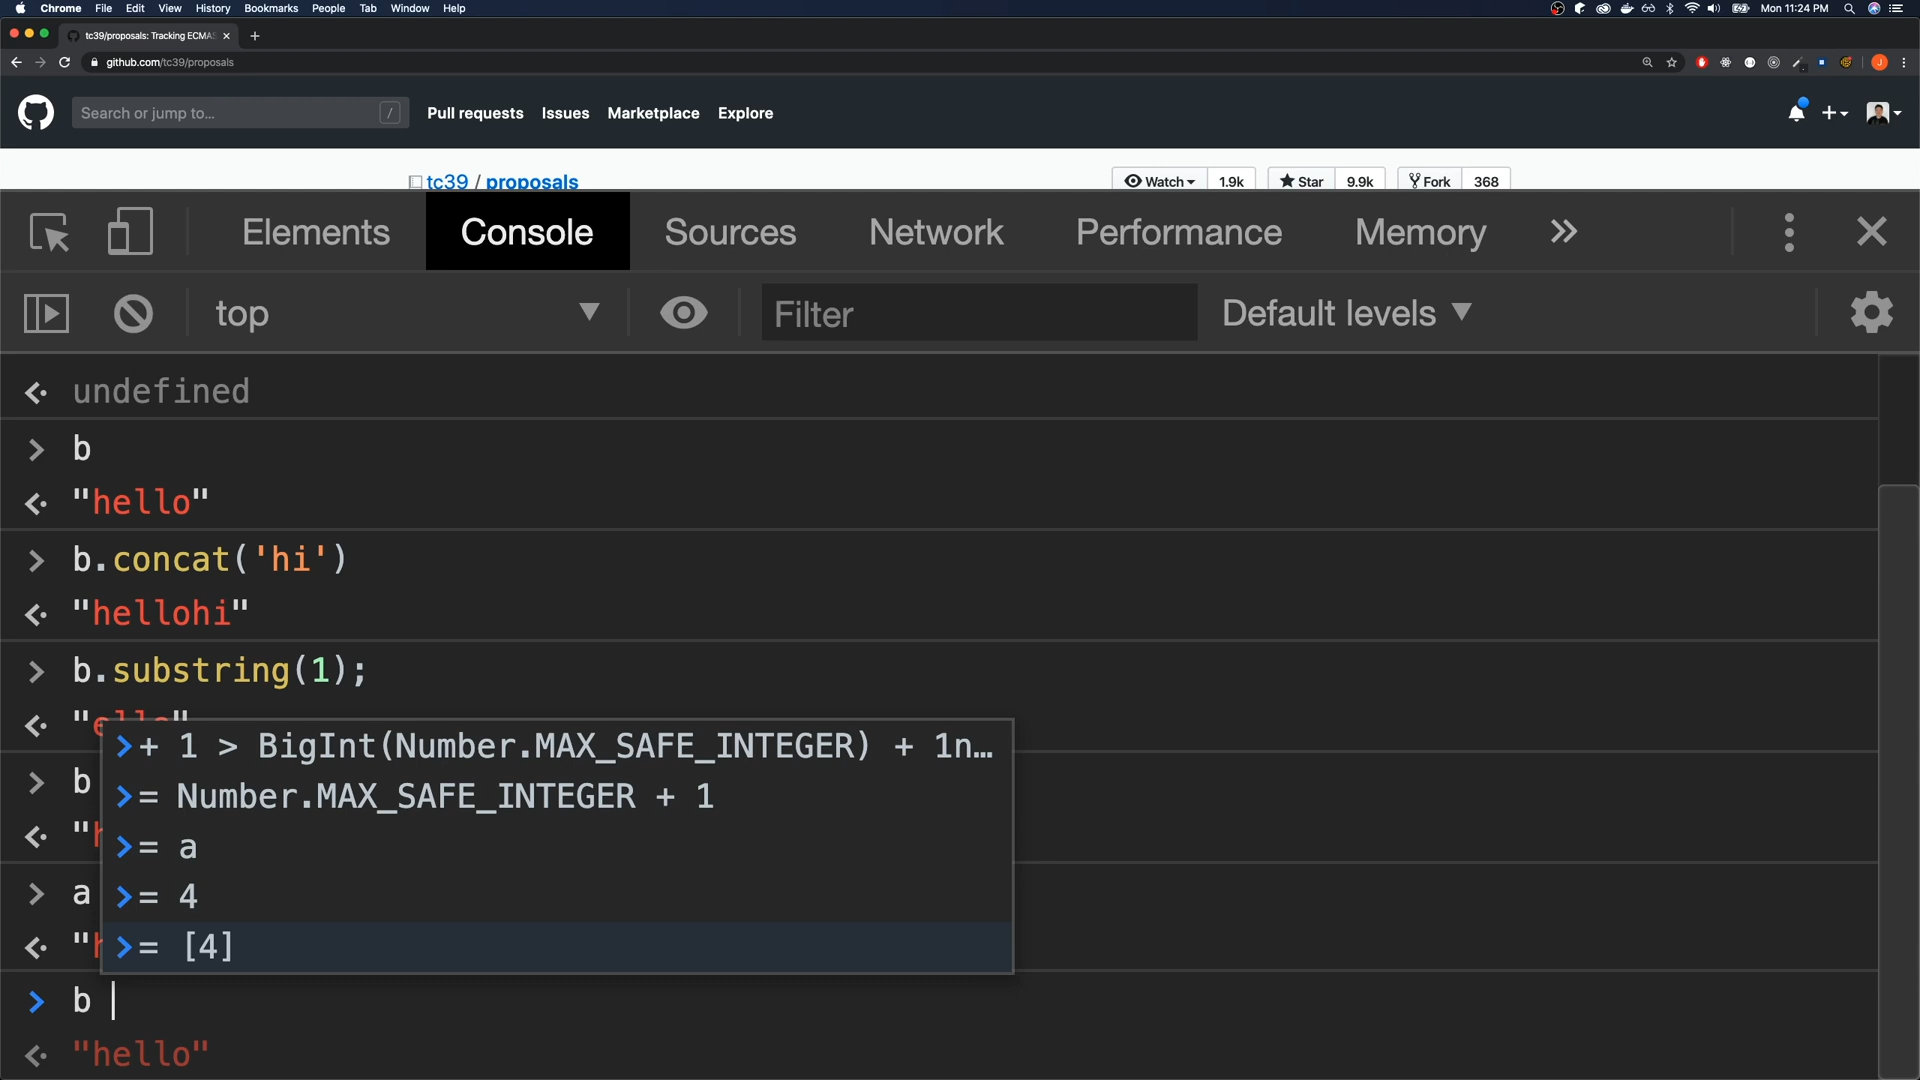 Chrome File Edit View History Bookmarks People Tab Window Help Mon 11:24 PM
tc39/proposals: Tracking ECMAS
github.com/tc39/proposals J
Search or jump to... / Pull requests Issues Marketplace Explore
tc39 / proposals Watch 1.9k Star 9.9k Fork 368
Elements Console Sources Network Performance Memory
top Filter Default levels
undefined
b
"hello"
b.concat('hi')
"hellohi"
b.substring(1);
"ello"
+ 1 > BigInt(Number.MAX_SAFE_INTEGER) + 1n…
b
= Number.MAX_SAFE_INTEGER + 1
"h
= a
a
= 4
"h
= [4]
b
"hello"